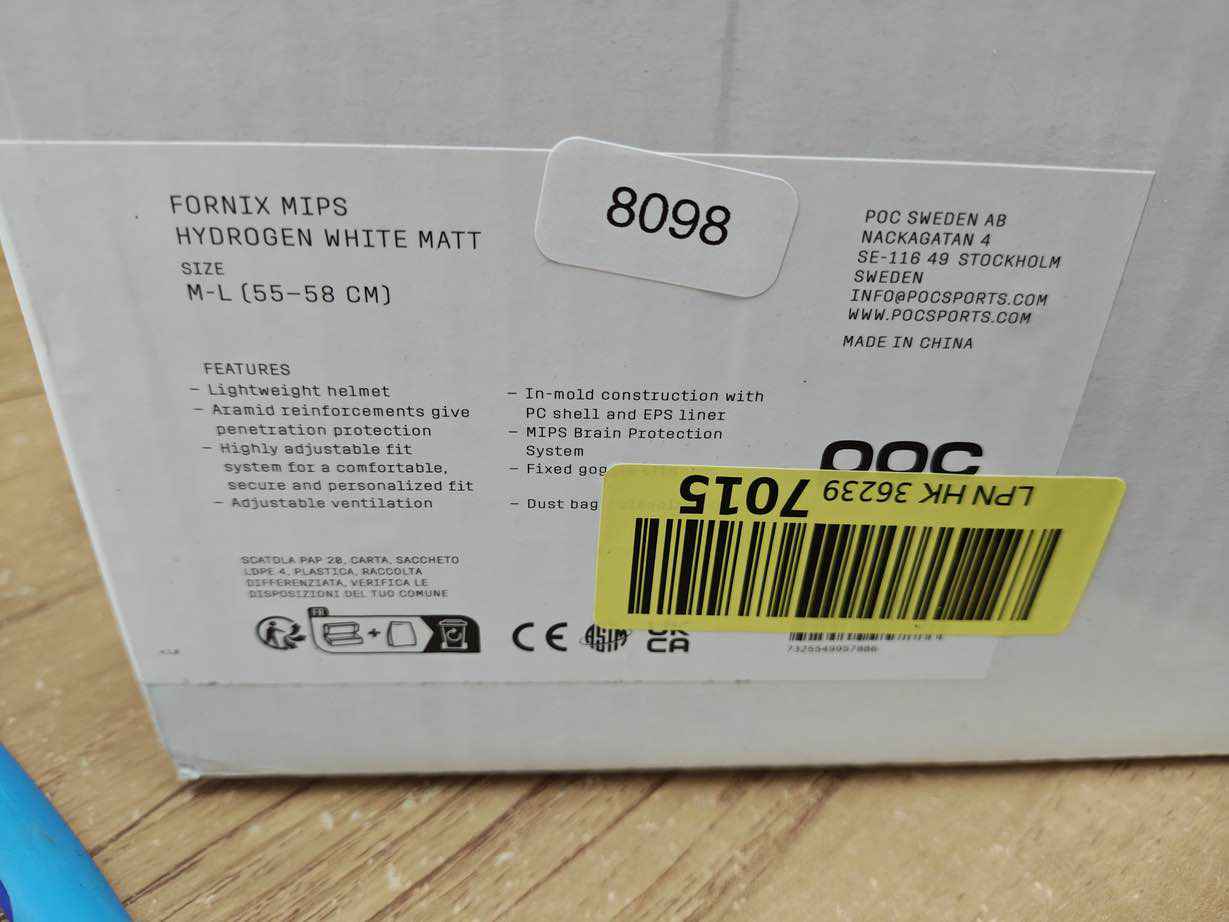 FORNIX MIPS
HYDROGEN WHITE MATT
SIZE
M-L (55-58 CM)
8098
POC SWEDEN AB
NACKAGATAN 4
SE-116 49 STOCKHOLM
SWEDEN
INFO@POCSPORTS.COM
WWW.POCSPORTS.COM
MADE IN CHINA
FEATURES
– Lightweight helmet
– Aramid reinforcements give
penetration protection
– Highly adjustable fit
system for a comfortable,
secure and personalized fit
– Adjustable ventilation
– In-mold construction with
PC shell and EPS liner
– MIPS Brain Protection
System
– Fixed
– Dust bag
POC
LPN HK 36239 7015
SCATOLA PAP 20, CARTA, SACCHETO
LDPE 4, PLASTICA, RACCOLTA
DIFFERENZIATA, VERIFICA LE
DISPOSIZIONI DEL TUO COMUNE
FR
CE
ASTM
UK
CA